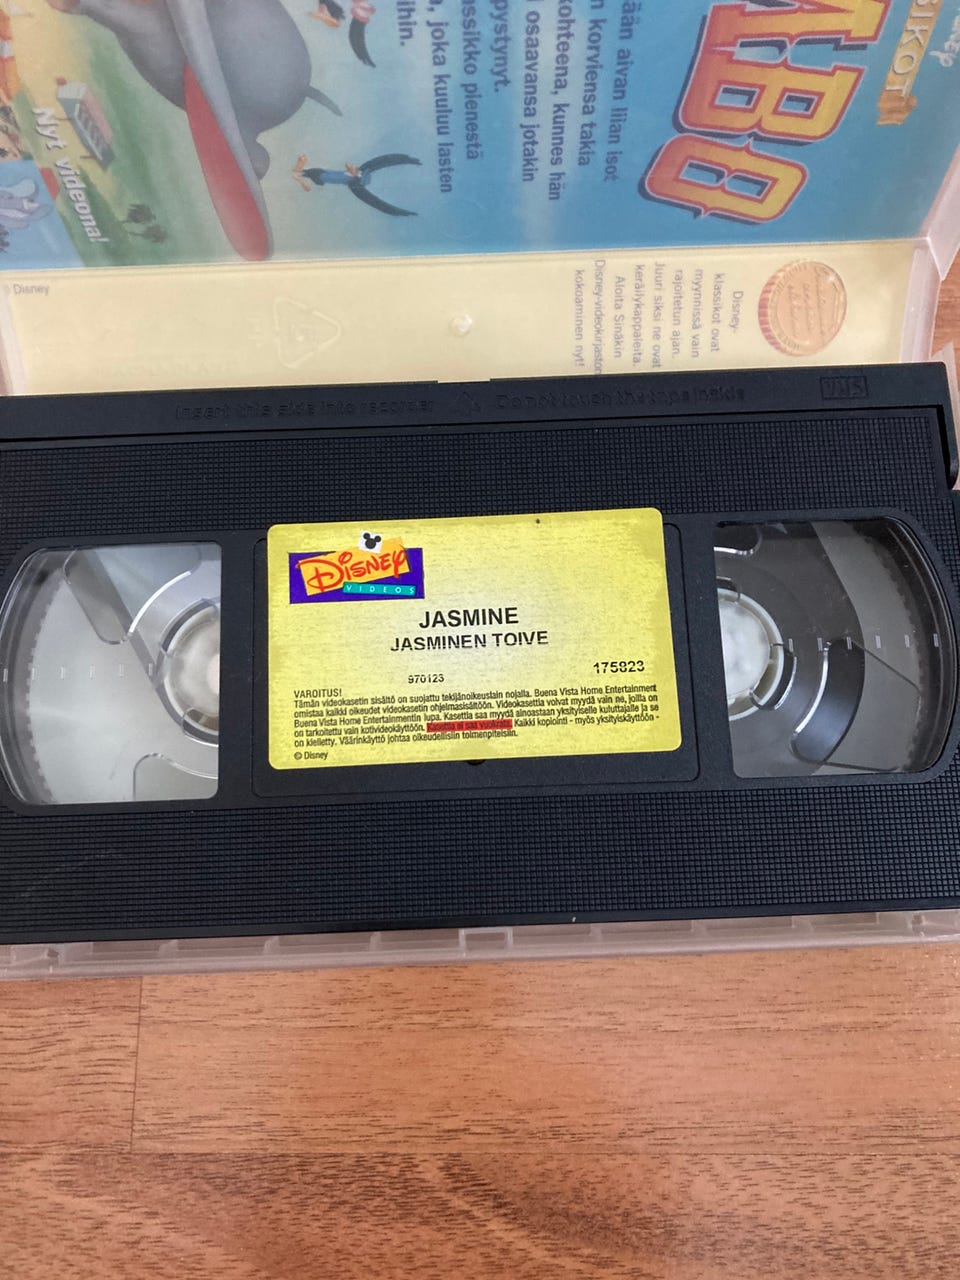 Disney
SIKOT
MBO
ään aivan liian isot
n korviensa takia
kohteena, kunnes hän
i osaavansa jotakin
pystynyt.
assikko pienestä
, joka kuuluu lasten
ihin.
Nyt videona!
© Disney
Disney-
klassikot ovat
myynnissä vain
rajoitetun ajan.
Juuri siksi ne ovat
keräilykappaleita.
Aloita Sinäkin
Disney-videokirjaston
kokoaminen nyt!
Insert this side into recorder
Do not touch the tape inside
VHS
DISNEY
VIDEOS
JASMINE
JASMINEN TOIVE
970123
175823
VAROITUS!
Tämän videokasetin sisältö on suojattu tekijänoikeuslain nojalla. Buena Vista Home Entertainment
omistaa kaikki oikeudet videokasetin ohjelmasisältöön. Videokasettia voivat myydä vain ne, joilla on
Buena Vista Home Entertainmentin lupa. Kasettia saa myydä ainoastaan yksityiselle kuluttajalle ja se
on tarkoitettu vain kotivideokäyttöön. Kasettia ei saa vuokrata. Kaikki kopiointi - myös yksityiskäyttöön -
on kielletty. Väärinkäyttö johtaa oikeudellisiin toimenpiteisiin.
© Disney